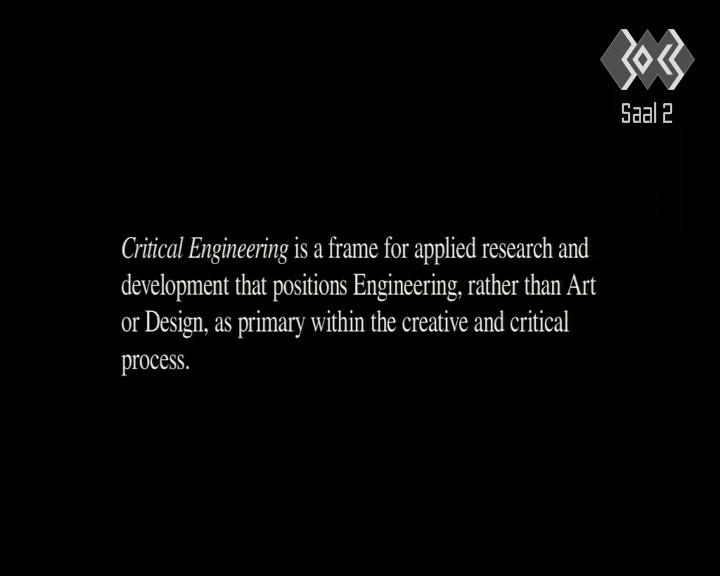 Saal 2
Critical Engineering is a frame for applied research and
development that positions Engineering, rather than Art
or Design, as primary within the creative and critical
process.